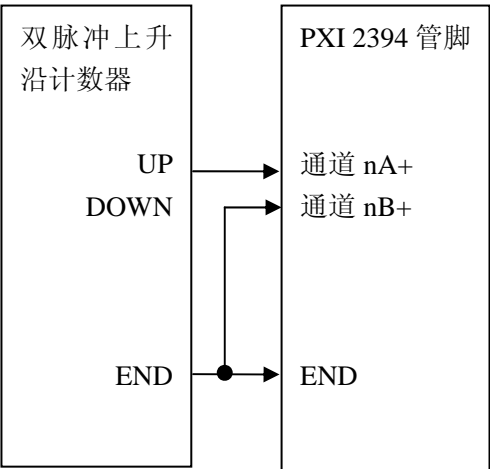 双脉冲上升
沿计数器
UP
DOWN
END
PXI 2394 管脚
通道 nA+
通道 nB+
END